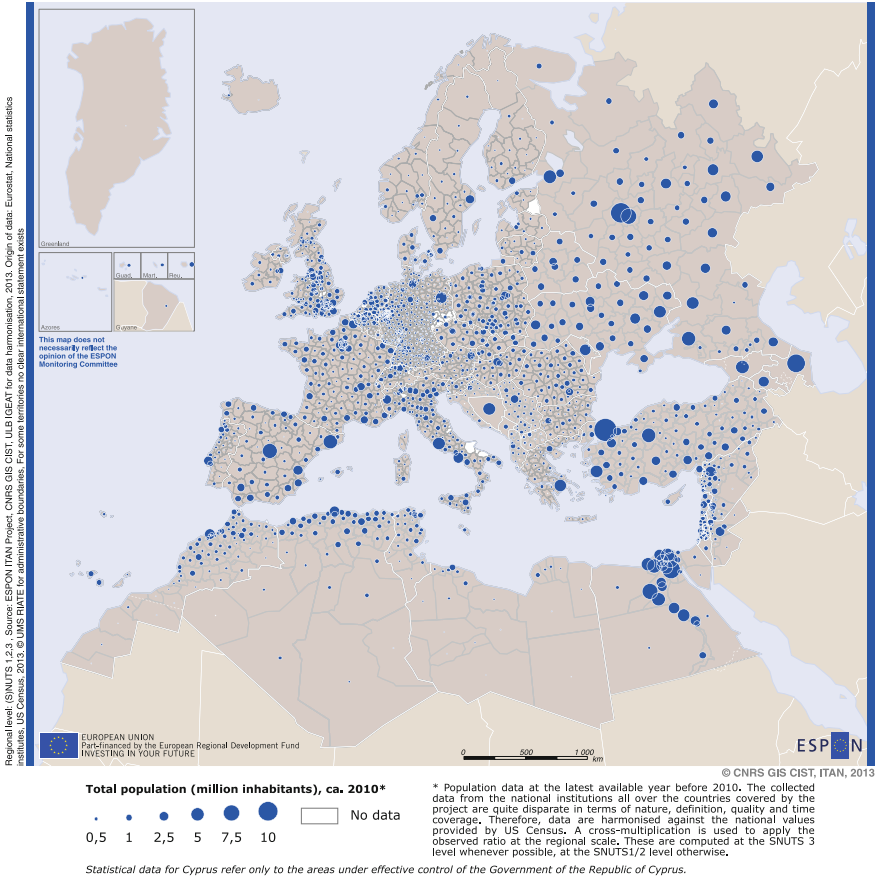 Regional level: (S)NUTS 1,2,3 , Source: ESPON ITAN Project, CNRS GIS CIST, ULB IGEAT for data harmonisation, 2013. Origin of data: Eurostat, National statistics
institutes, US Census, 2013. © UMS RIATE for administrative boundaries. For some territories no clear international statement exists
Greenland
Guad. Mart. Reu.
Azores Guyane
This map does not
necessarily reflect the
opinion of the ESPON
Monitoring Committee
EUROPEAN UNION
Part-financed by the European Regional Development Fund
INVESTING IN YOUR FUTURE
0 500 1 000
km
ESPON
© CNRS GIS CIST, ITAN, 2013
Total population (million inhabitants), ca. 2010*
No data
0,5 1 2,5 5 7,5 10
* Population data at the latest available year before 2010. The collected
data from the national institutions all over the countries covered by the
project are quite disparate in terms of nature, definition, quality and time
coverage. Therefore, data are harmonised against the national values
provided by US Census. A cross-multiplication is used to apply the
observed ratio at the regional scale. These are computed at the SNUTS 3
level whenever possible, at the SNUTS1/2 level otherwise.
Statistical data for Cyprus refer only to the areas under effective control of the Government of the Republic of Cyprus.